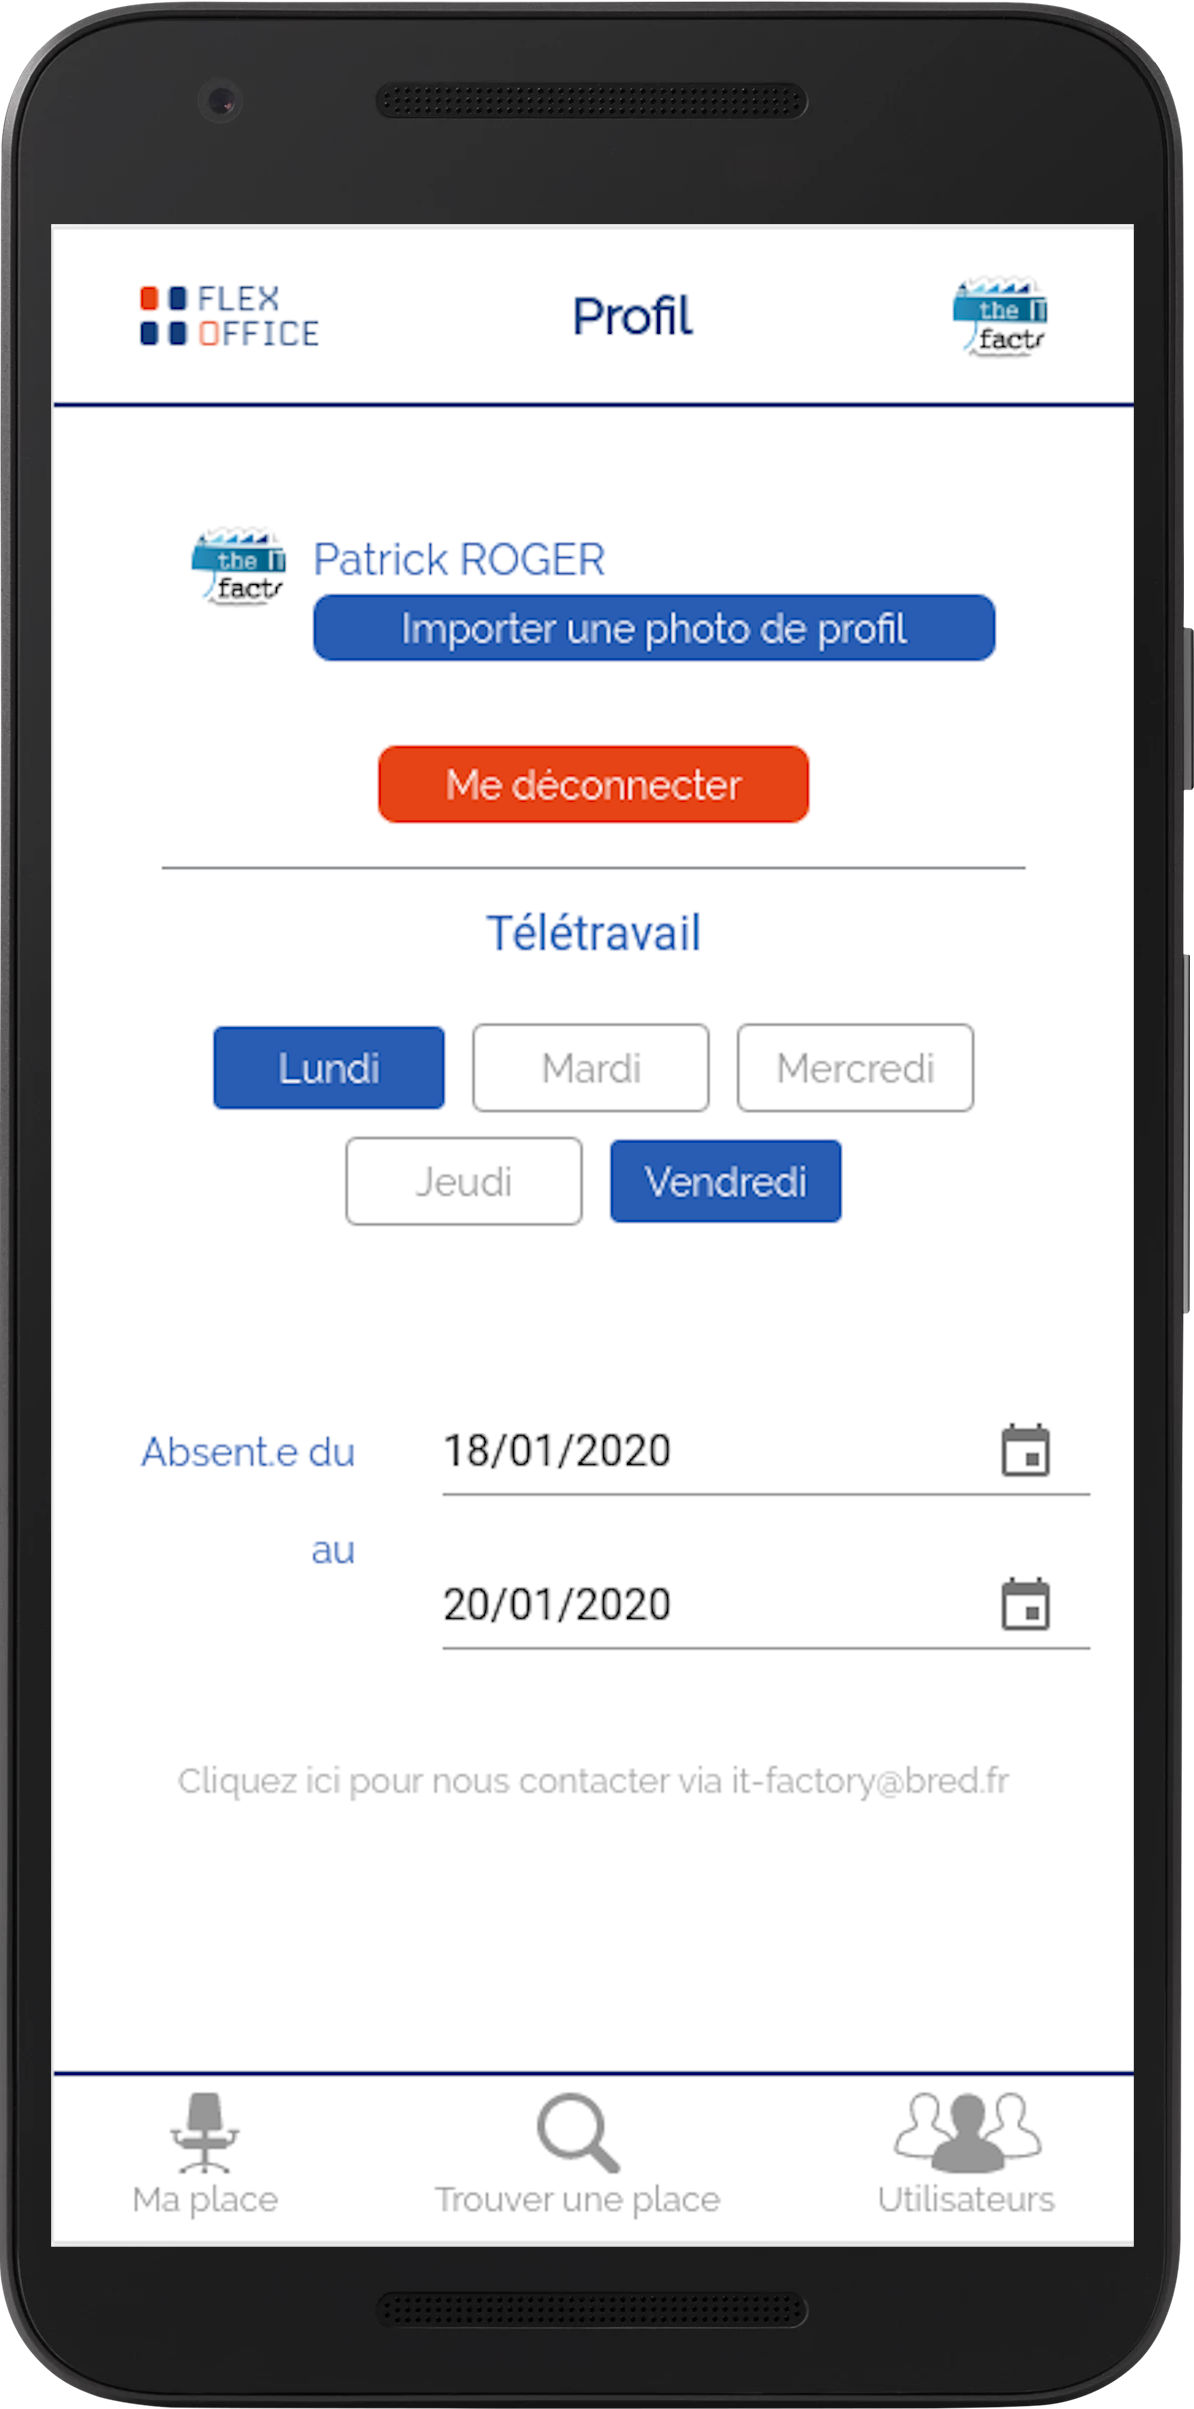 FLEX
OFFICE
Profil
the IT
fact
Patrick ROGER
the IT
fact
Importer une photo de profil
Me déconnecter
Télétravail
Lundi
Mardi
Mercredi
Jeudi
Vendredi
Absent.e du
18/01/2020
au
20/01/2020
Cliquez ici pour nous contacter via it-factory@bred.fr
Ma place
Trouver une place
Utilisateurs